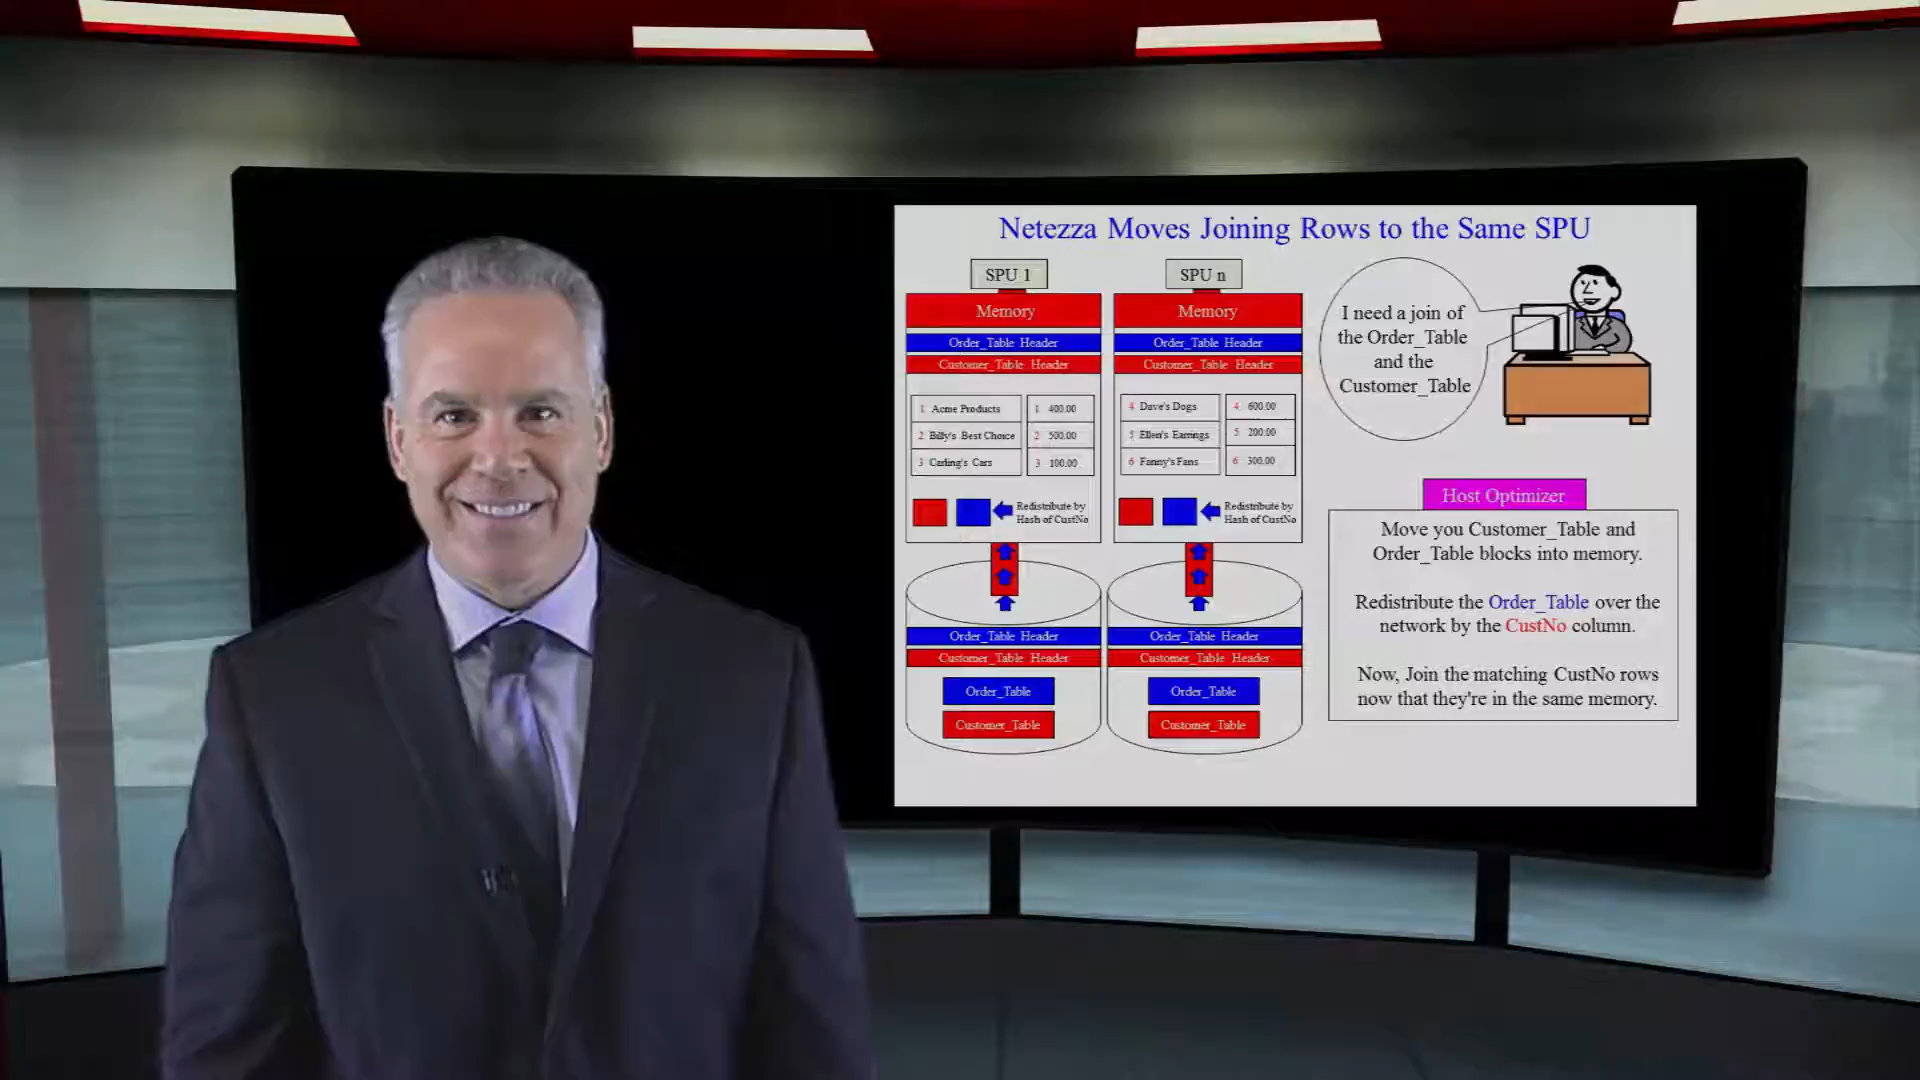 Netezza Moves Joining Rows to the Same SPU
SPU 1
Memory
Order_Table Header
Customer_Table Header
1 Acme Products 1 400.00
2 Billy's Best Choice 2 500.00
3 Carling's Cars 3 100.00
Redistribute by
Hash of CustNo
Order_Table Header
Customer_Table Header
Order_Table
Customer_Table
SPU n
Memory
Order_Table Header
Customer_Table Header
4 Dave's Dogs 4 600.00
5 Ellen's Earrings 5 200.00
6 Fanny's Fans 6 300.00
Redistribute by
Hash of CustNo
Order_Table Header
Customer_Table Header
Order_Table
Customer_Table
I need a join of
the Order_Table
and the
Customer_Table
Host Optimizer
Move you Customer_Table and
Order_Table blocks into memory.
Redistribute the Order_Table over the
network by the CustNo column.
Now, Join the matching CustNo rows
now that they're in the same memory.